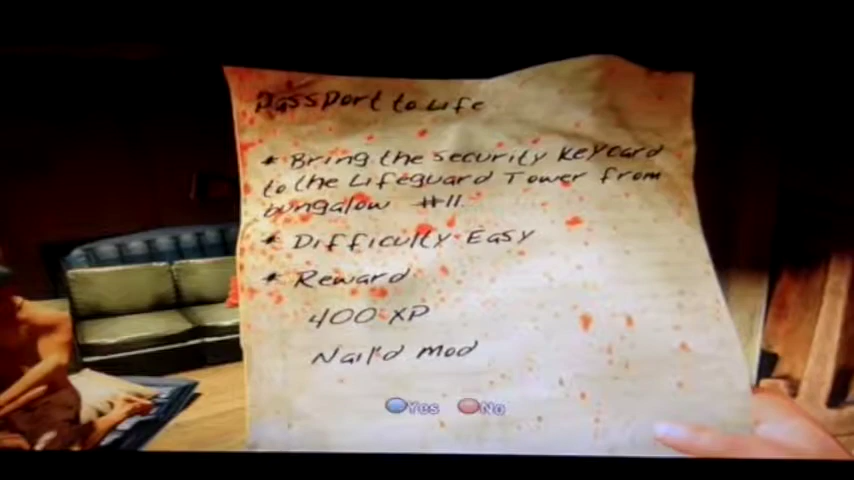 Passport to Life
* Bring the security keycard
to the Lifeguard Tower from
bungalow #11.
* Difficulty Easy
* Reward
400 XP
Nail'd mod
Yes No